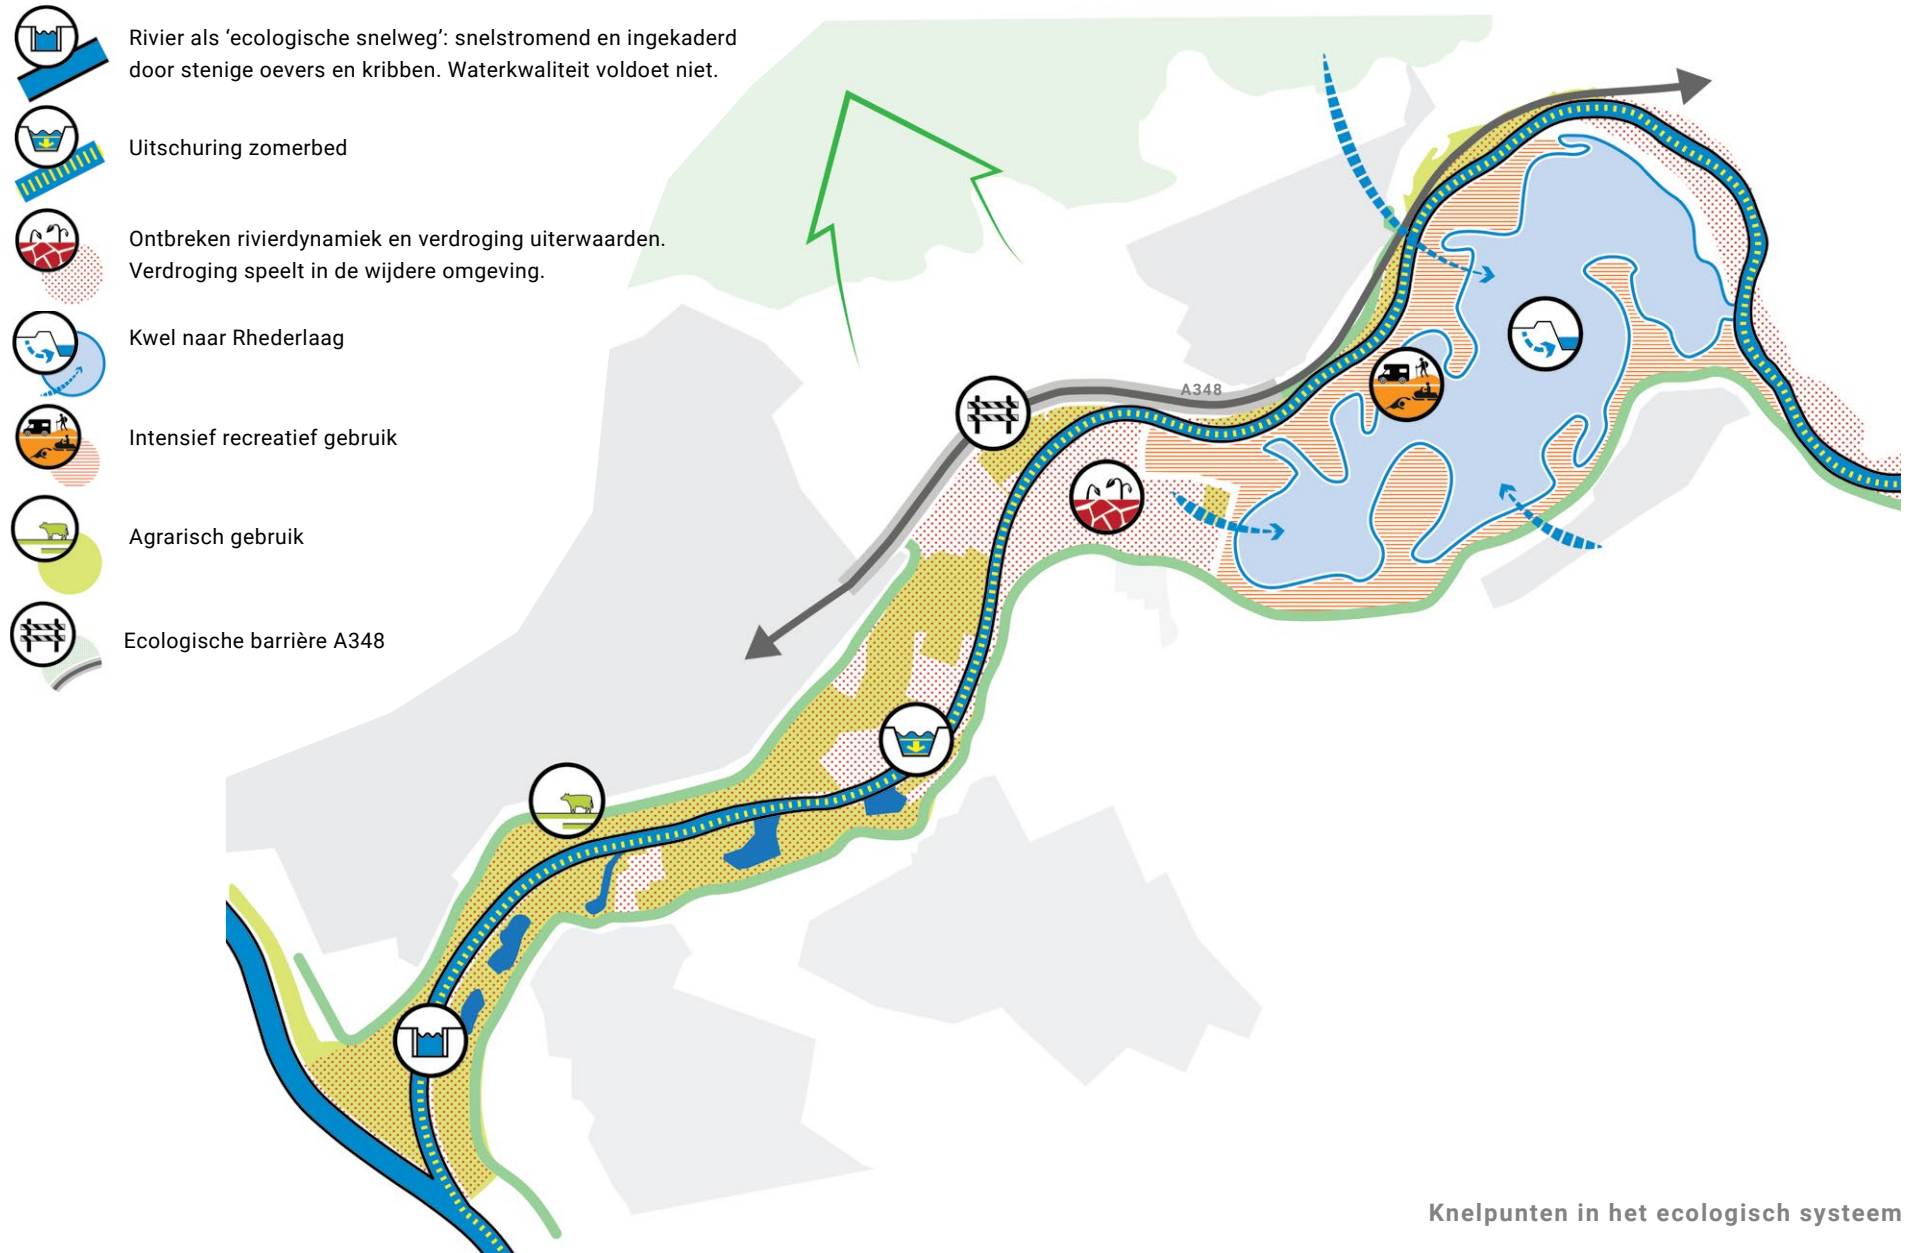 Rivier als ‘ecologische snelweg’: snelstromend en ingekaderd
door stenige oevers en kribben. Waterkwaliteit voldoet niet.
Uitschuring zomerbed
Ontbreken rivierdynamiek en verdroging uiterwaarden.
Verdroging speelt in de wijdere omgeving.
Kwel naar Rhederlaag
Intensief recreatief gebruik
Agrarisch gebruik
Ecologische barrière A348
A348
Knelpunten in het ecologisch systeem